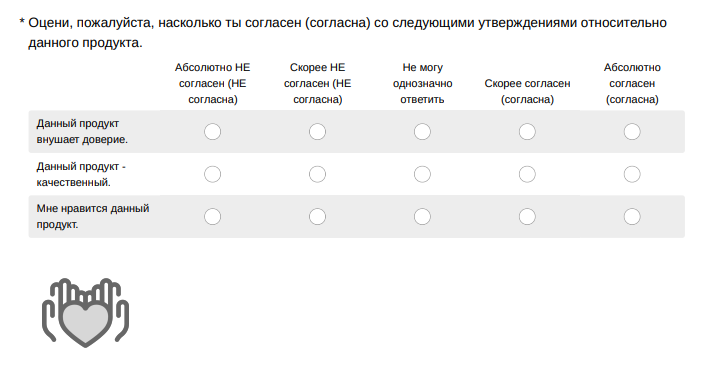 * Оцени, пожалуйста, насколько ты согласен (согласна) со следующими утверждениями относительно
данного продукта.
Абсолютно НЕ согласен (НЕ согласна)
Скорее НЕ согласен (НЕ согласна)
Не могу однозначно ответить
Скорее согласен (согласна)
Абсолютно согласен (согласна)
Данный продукт
внушает доверие.
Данный продукт -
качественный.
Мне нравится данный
продукт.